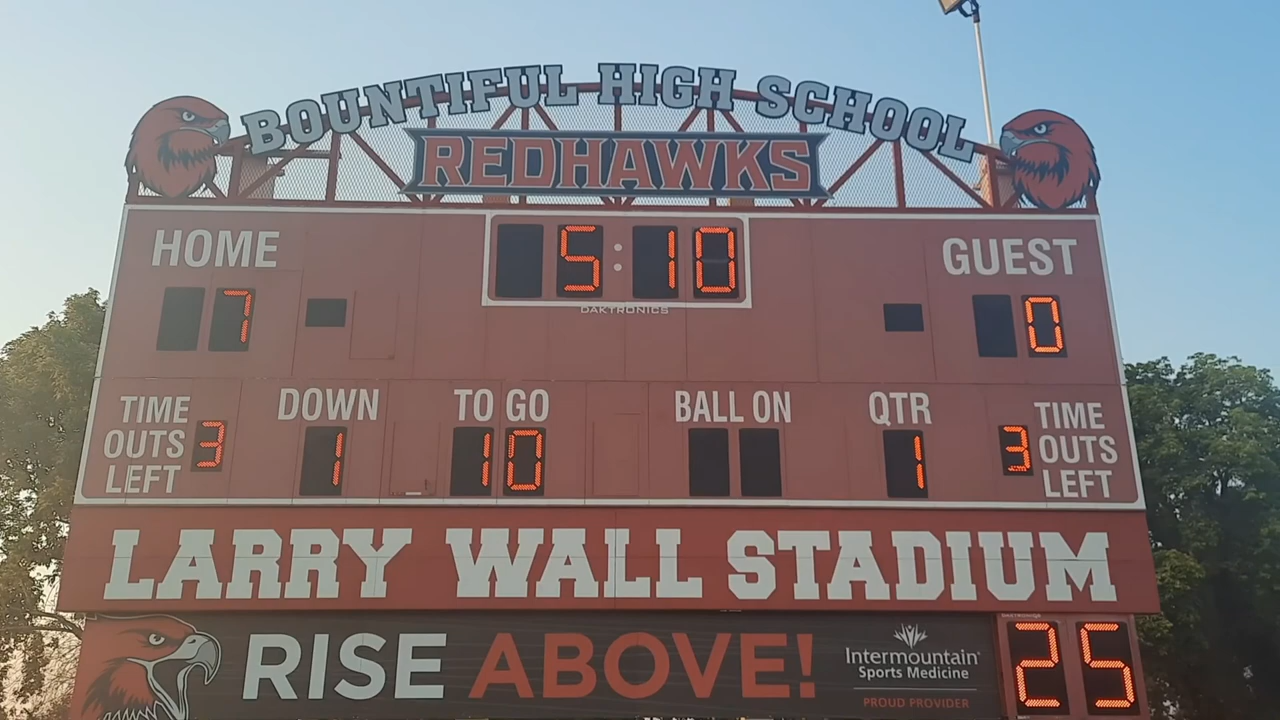 BOUNTIFUL HIGH SCHOOL
REDHAWKS
HOME
5:10
GUEST
7
DAKTRONICS
0
TIME OUTS LEFT
3
DOWN
1
TO GO
10
BALL ON
QTR
1
3
TIME OUTS LEFT
LARRY WALL STADIUM
RISE ABOVE!
Intermountain®
Sports Medicine
PROUD PROVIDER
25